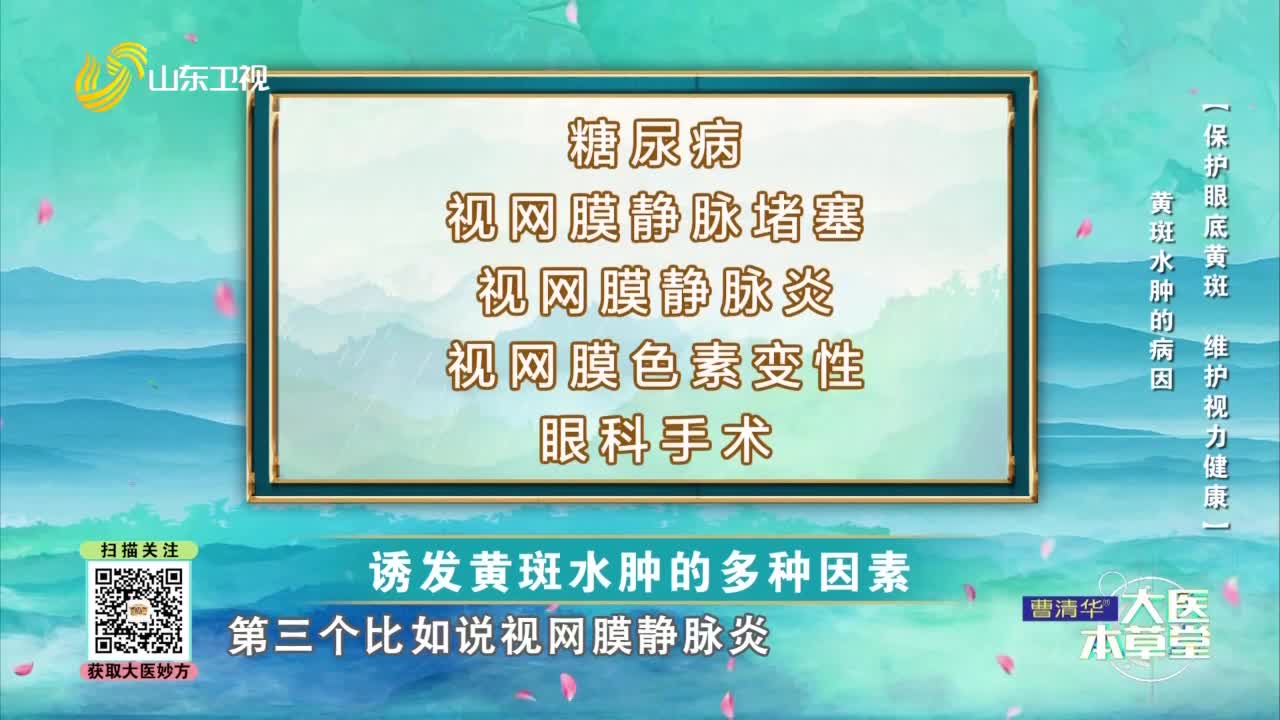 山东卫视
糖尿病
视网膜静脉堵塞
视网膜静脉炎
视网膜色素变性
眼科手术
【保护眼底黄斑 维护视力健康】
黄斑水肿的病因
诱发黄斑水肿的多种因素
第三个比如说视网膜静脉炎
扫描关注
获取大医妙方
曹清华
大医
本草堂